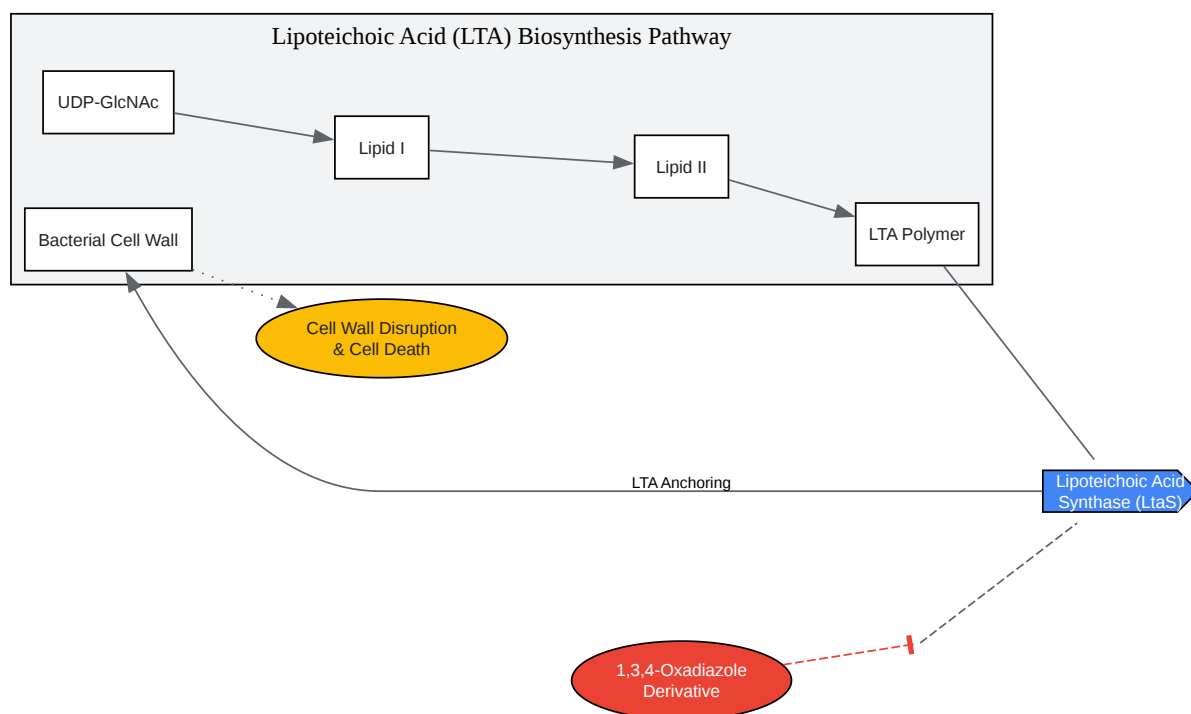 Lipoteichoic Acid (LTA) Biosynthesis Pathway
UDP-GlcNAc
Lipid I
Lipid II
LTA Polymer
Bacterial Cell Wall
Cell Wall Disruption
& Cell Death
LTA Anchoring
Lipoteichoic Acid
Synthase (LtaS)
1,3,4-Oxadiazole
Derivative